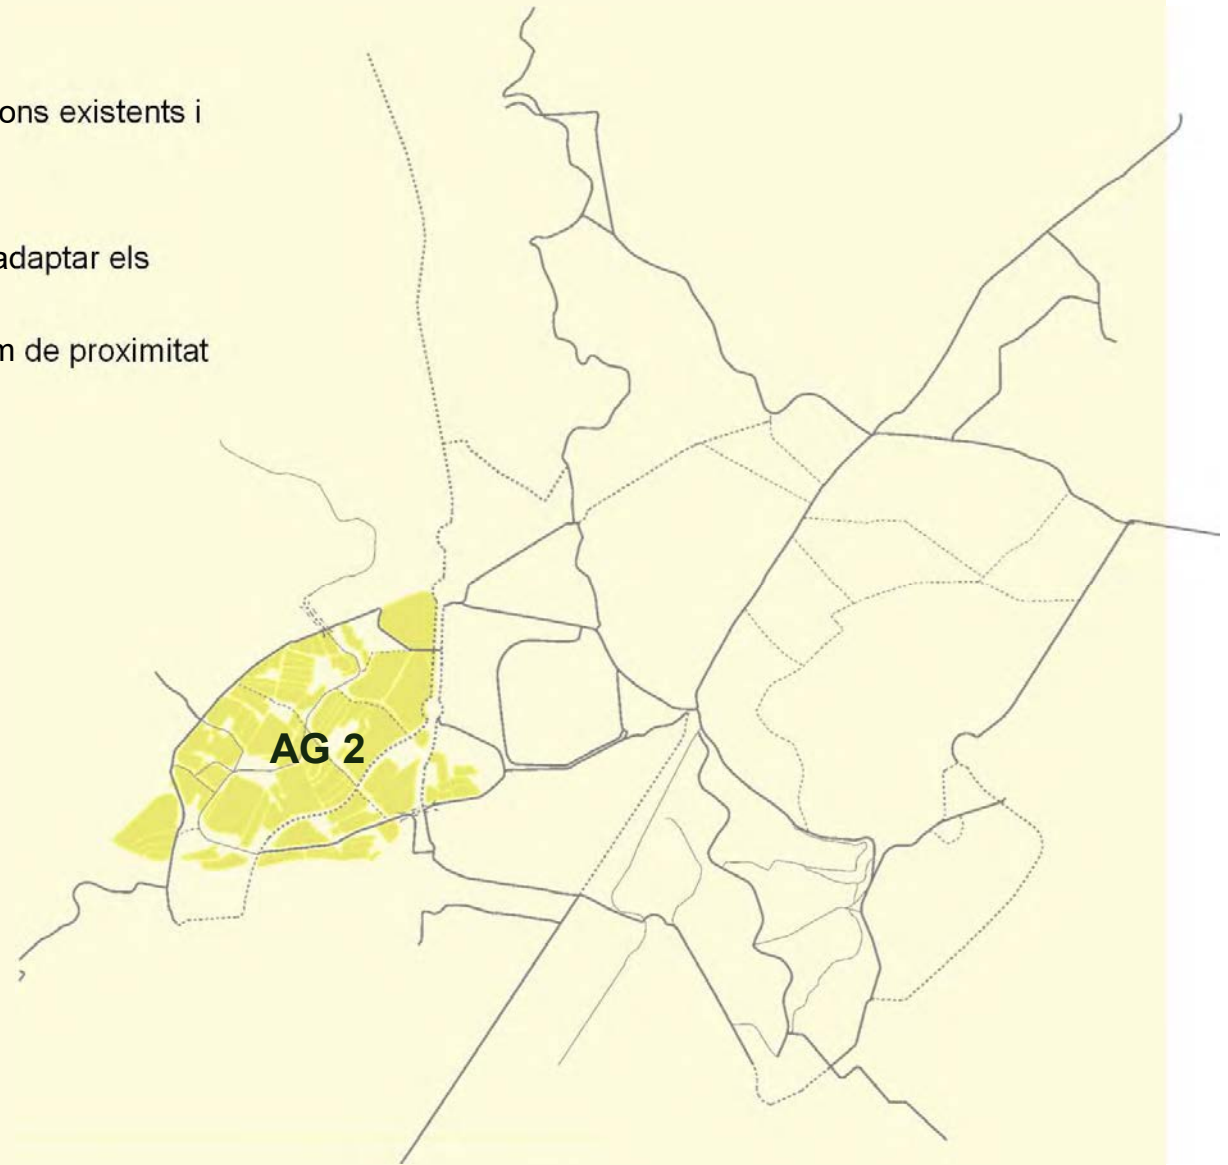 ons existents i
adaptar els
m de proximitat
AG 2